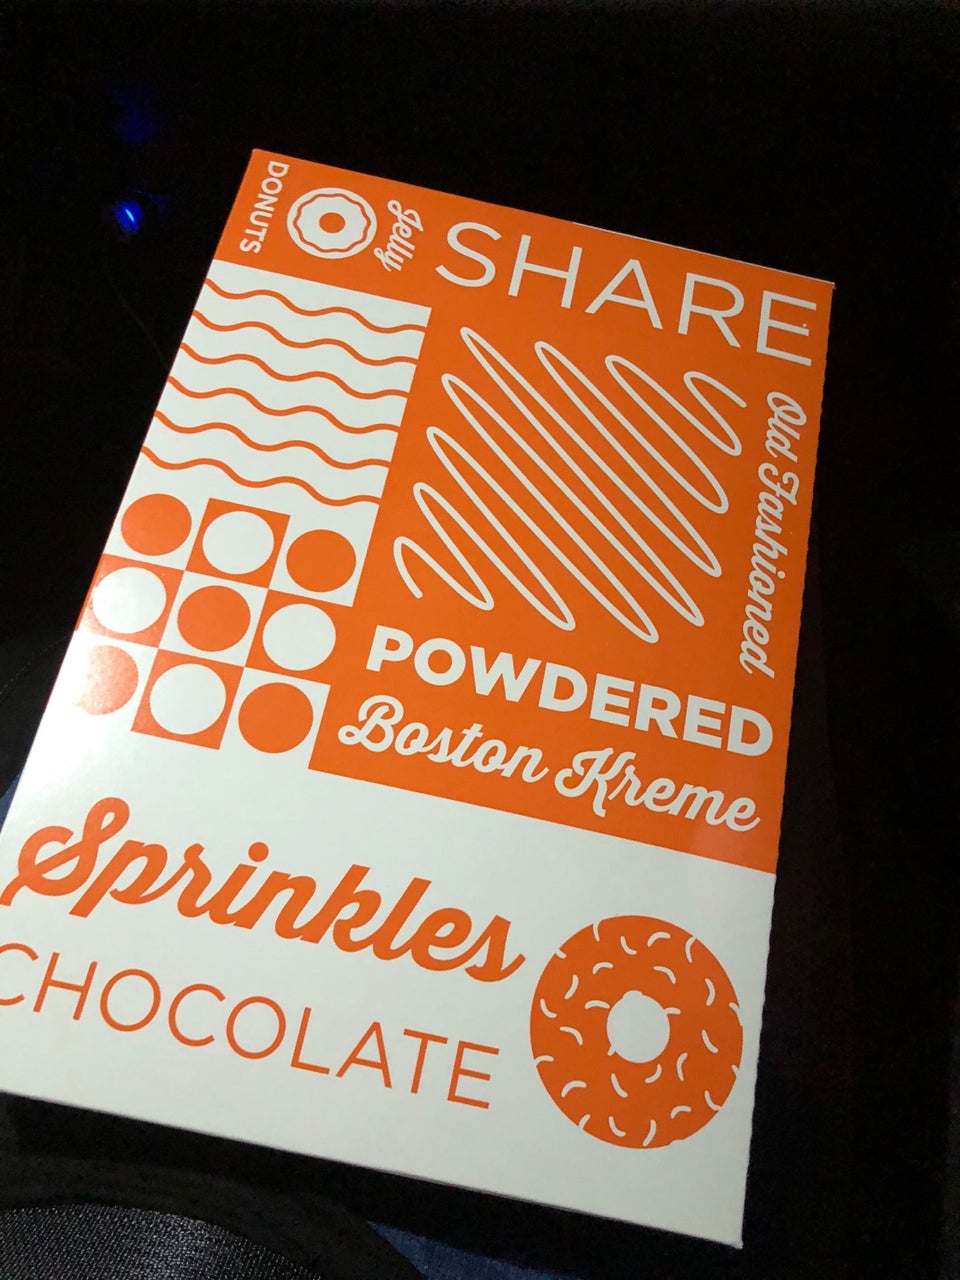 DONUTS
Jelly
SHARE
Old Fashioned
POWDERED
Boston Kreme
Sprinkles
CHOCOLATE